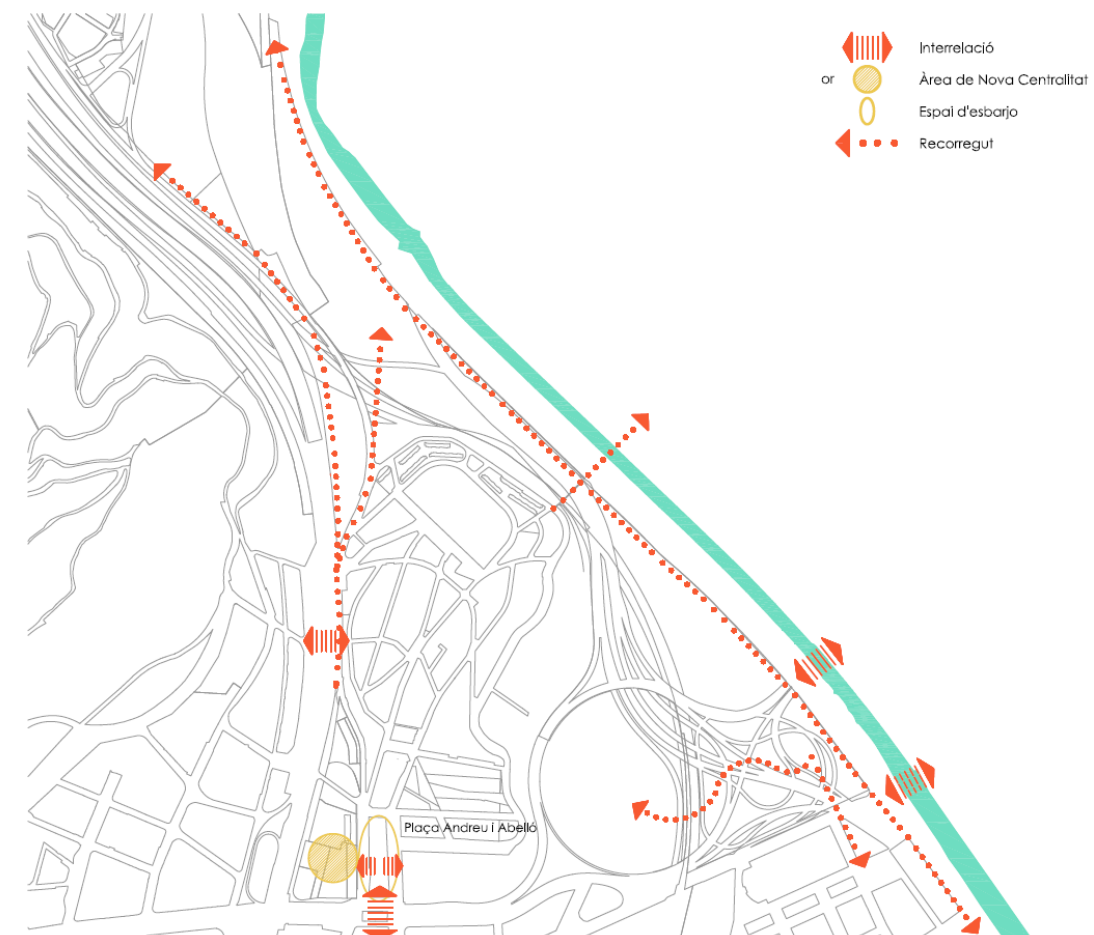 Interrelació
or
Àrea de Nova Centralitat
Espai d'esbarjo
Recorregut
Plaça Andreu i Abelló